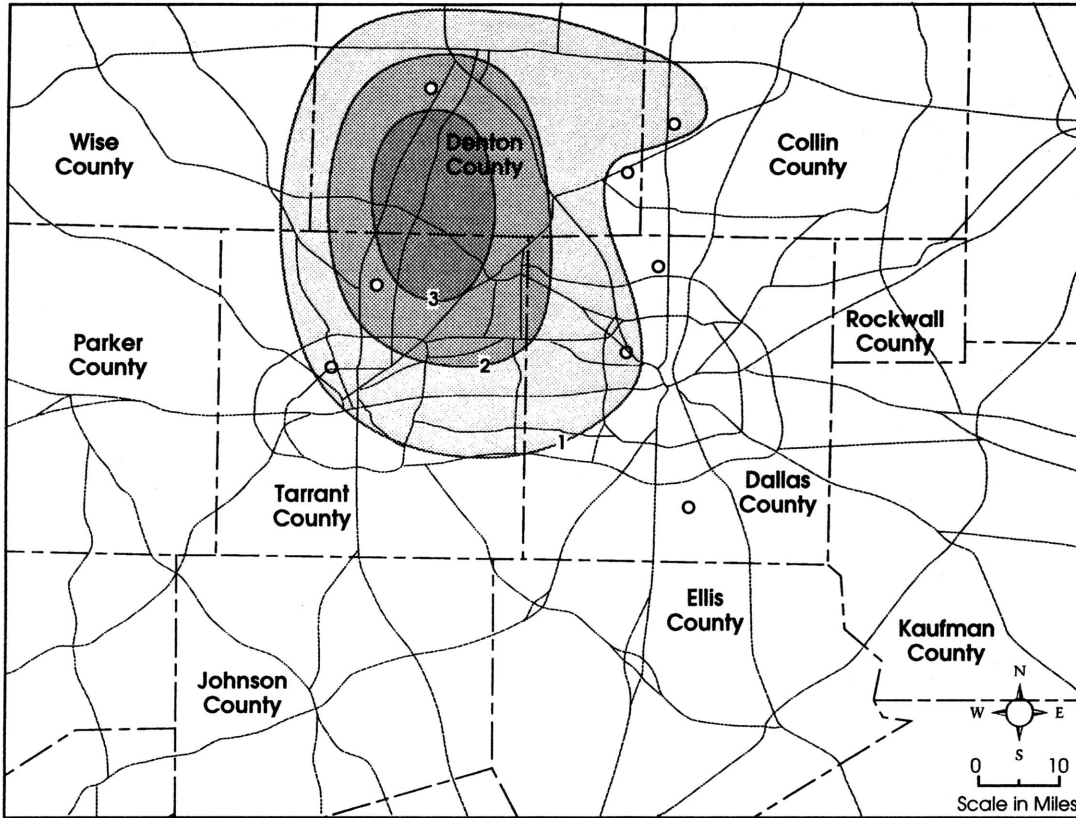 Wise
County
Denton
County
Collin
County
3
Parker
County
2
Rockwall
County
1
Tarrant
County
Dallas
County
Ellis
County
Kaufman
County
Johnson
County
N
W
E
S
0 10
Scale in Miles